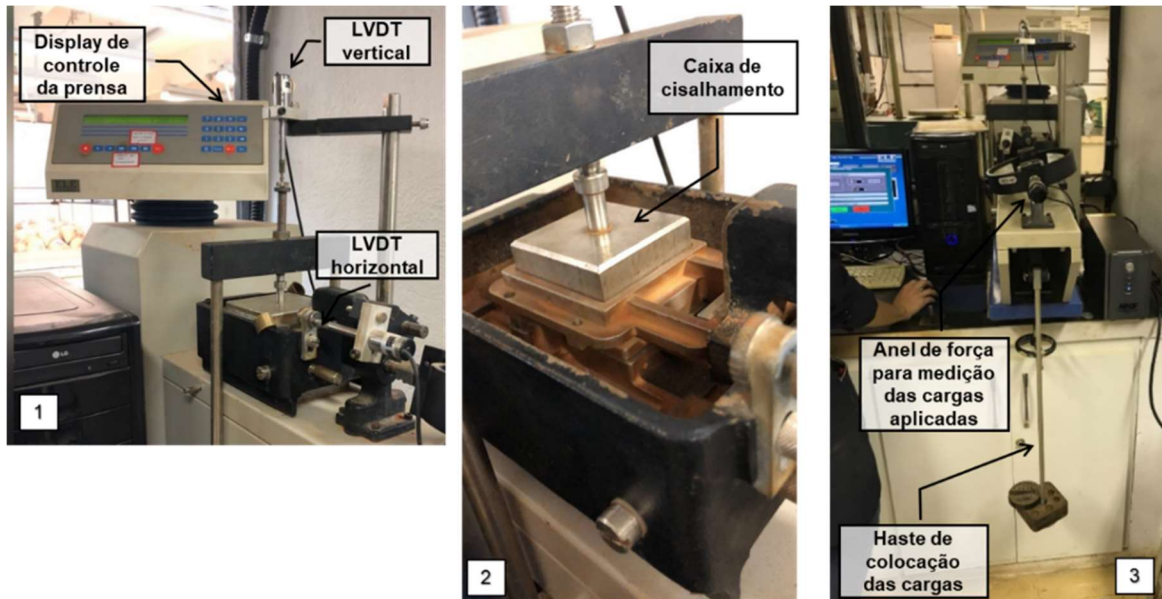 Display de
controle
da prensa
LVDT
vertical
LVDT
horizontal
LG
1
Caixa de
cisalhamento
2
Anel de força
para medição
das cargas
aplicadas
Haste de
colocação
das cargas
3